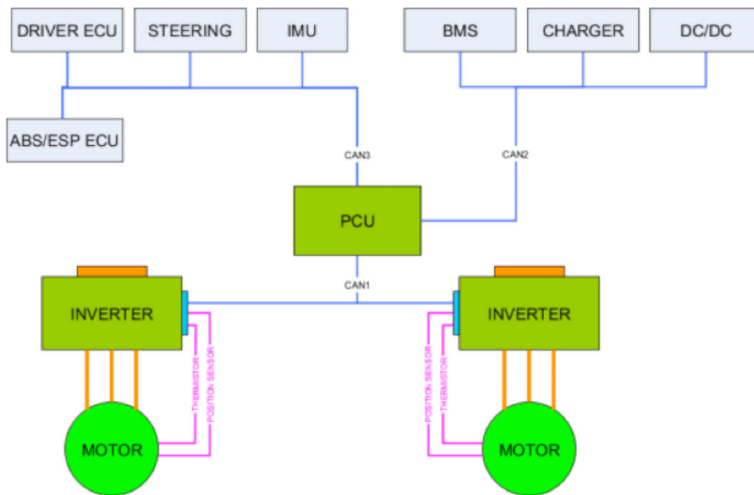 DRIVER ECU
STEERING
IMU
BMS
CHARGER
DC/DC
ABS/ESP ECU
CAN3
CAN2
PCU
CAN1
INVERTER
INVERTER
THERMISTOR
POSITION SENSOR
POSITION SENSOR
THERMISTOR
MOTOR
MOTOR